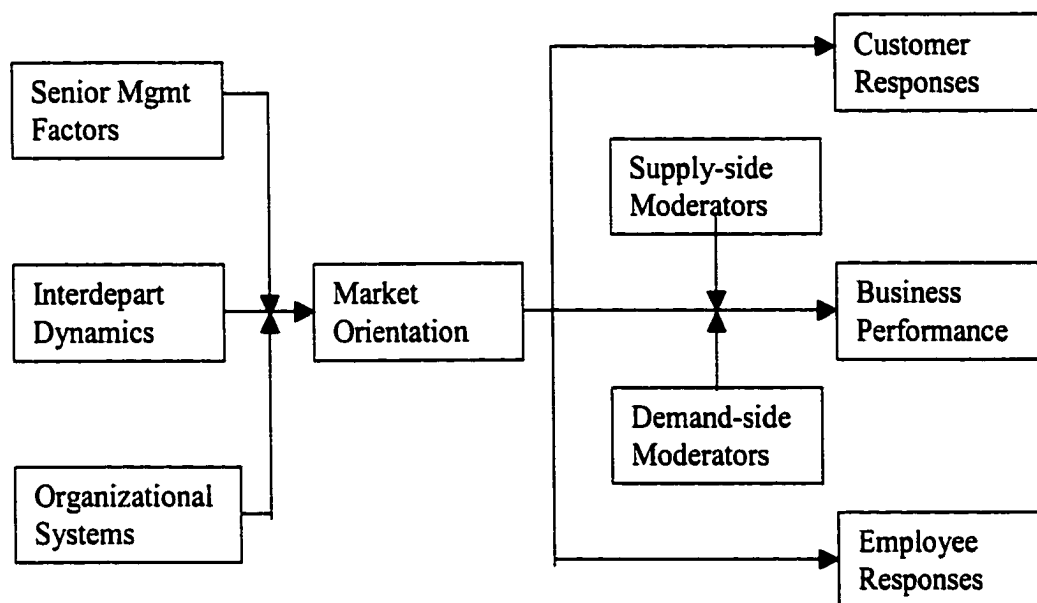 Senior Mgmt
Factors
Interdepart
Dynamics
Organizational
Systems
Market
Orientation
Supply-side
Moderators
Demand-side
Moderators
Customer
Responses
Business
Performance
Employee
Responses